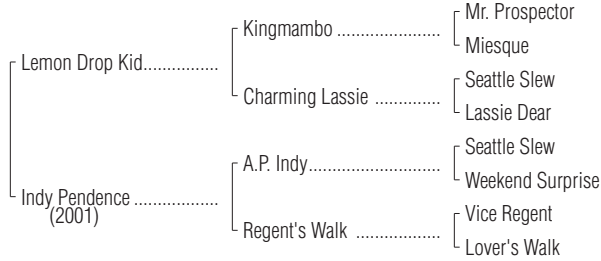 Mr. Prospector
Kingmambo ..................
Miesque
Lemon Drop Kid................
Seattle Slew
Charming Lassie ..............
Lassie Dear
Seattle Slew
A.P. Indy.......................
Weekend Surprise
Indy Pendence ..................
(2001)
Vice Regent
Regent's Walk ..................
Lover's Walk